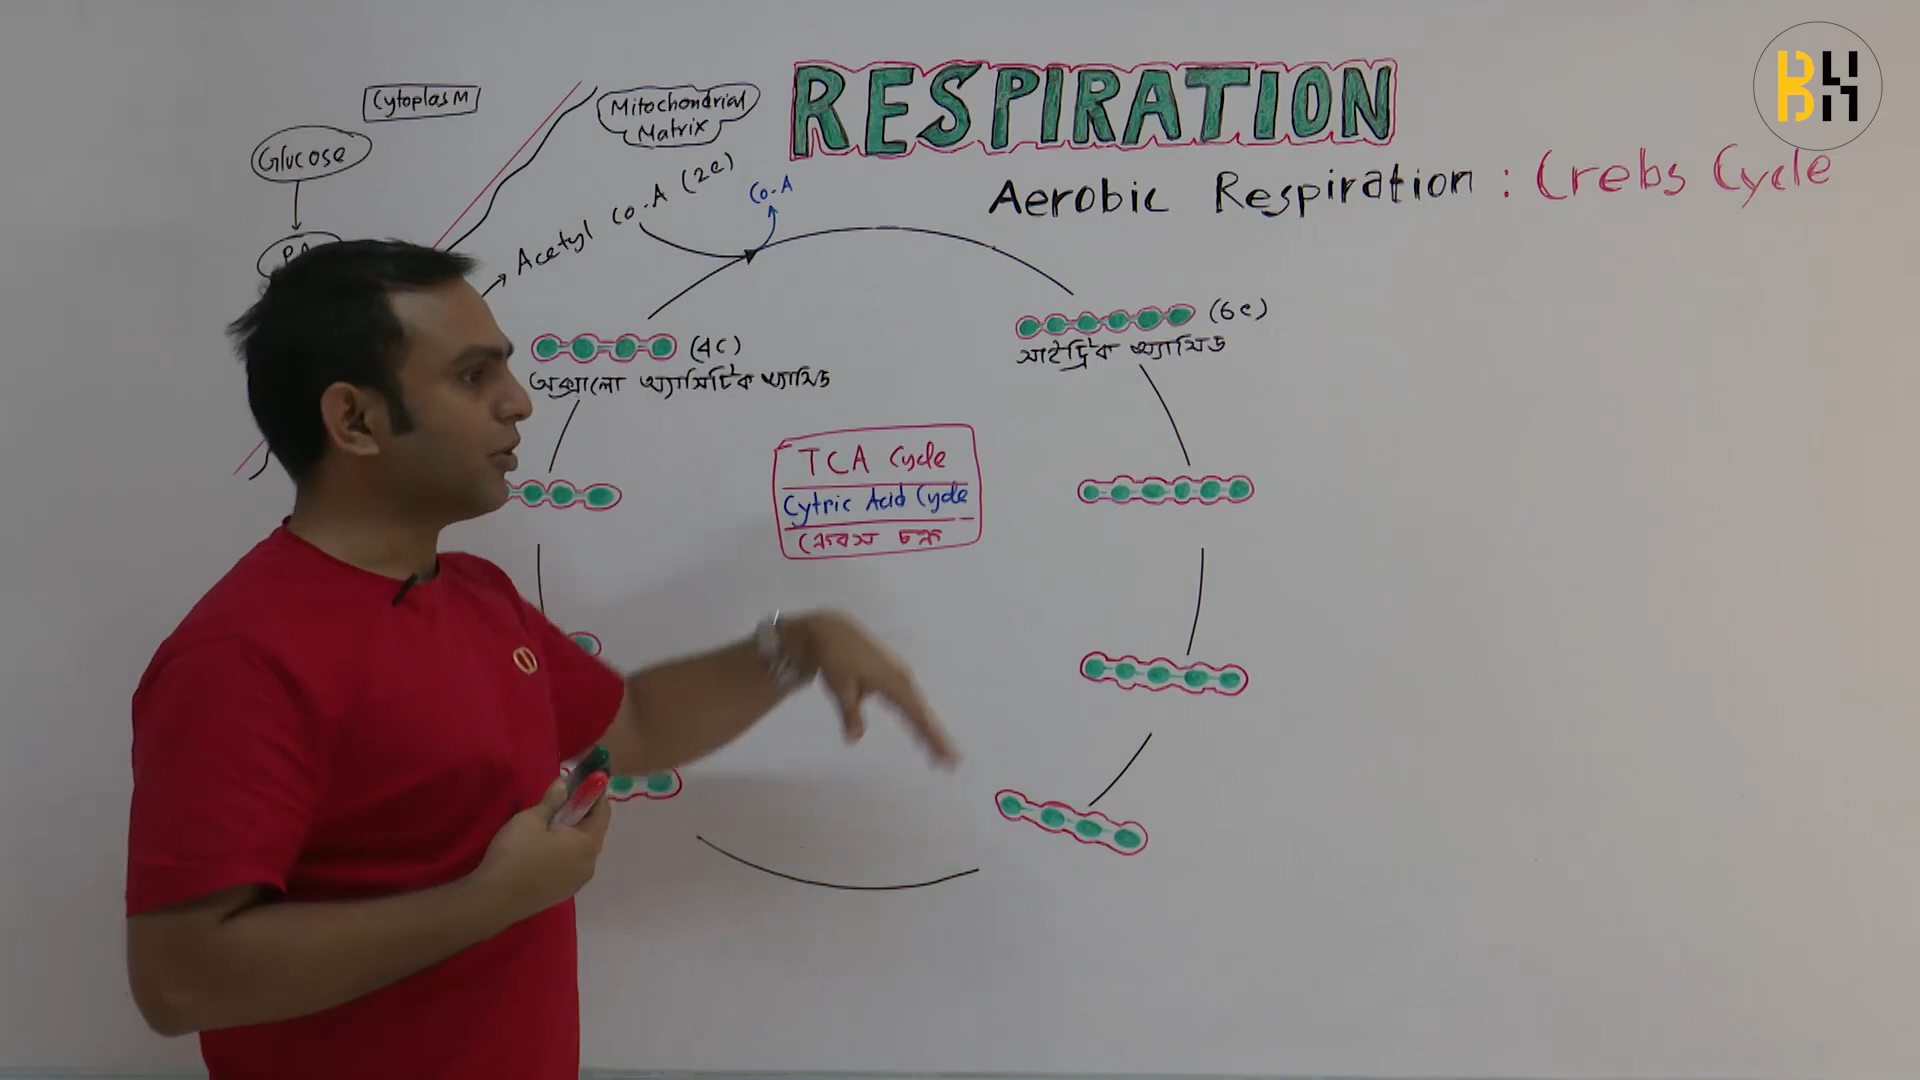 RESPIRATION
Aerobic Respiration : Crebs Cycle
Cytoplasm
Mitochondrial
Matrix
Glucose
Acetyl Co-A (2c)
Co-A
(4c)
অক্সালো অ্যাসিটিক অ্যাসিড
(6c)
সাইট্রিক অ্যাসিড
TCA Cycle
Cytric Acid Cycle
ক্রেবস চক্র
BH